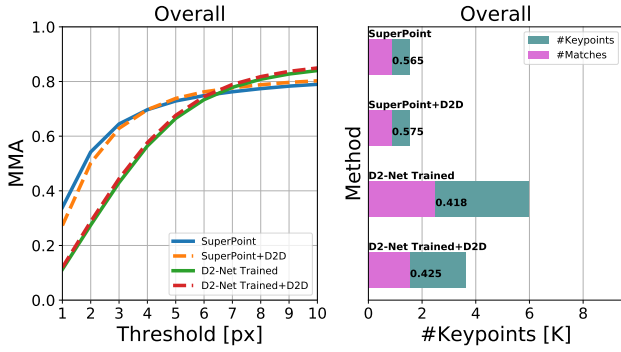 Overall
MMA
1.0
0.8
0.6
0.4
0.2
0.0
SuperPoint
SuperPoint+D2D
D2-Net Trained
D2-Net Trained+D2D
1 2 3 4 5 6 7 8 9 10
Threshold [px]
Overall
Method
#Keypoints
#Matches
SuperPoint
0.565
SuperPoint+D2D
0.575
D2-Net Trained
0.418
D2-Net Trained+D2D
0.425
0 2 4 6 8
#Keypoints [K]